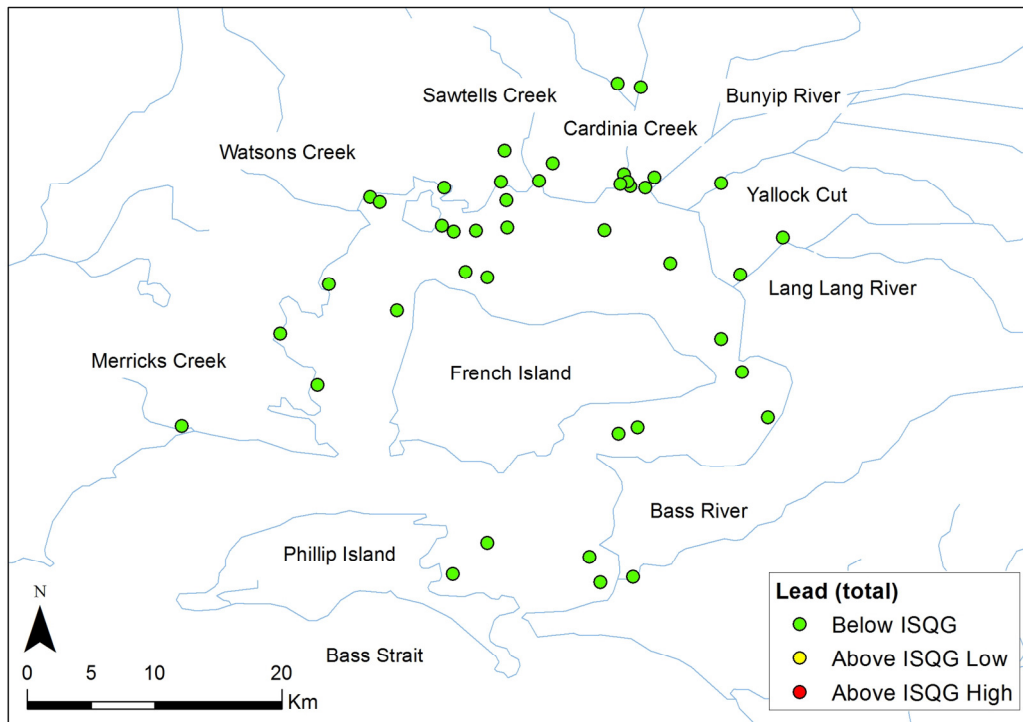 Sawtells Creek
Bunyip River
Cardinia Creek
Watsons Creek
Yallock Cut
Lang Lang River
Merricks Creek
French Island
Bass River
Phillip Island
Bass Strait
N
0 5 10 20
Km
Lead (total)
Below ISQG
Above ISQG Low
Above ISQG High